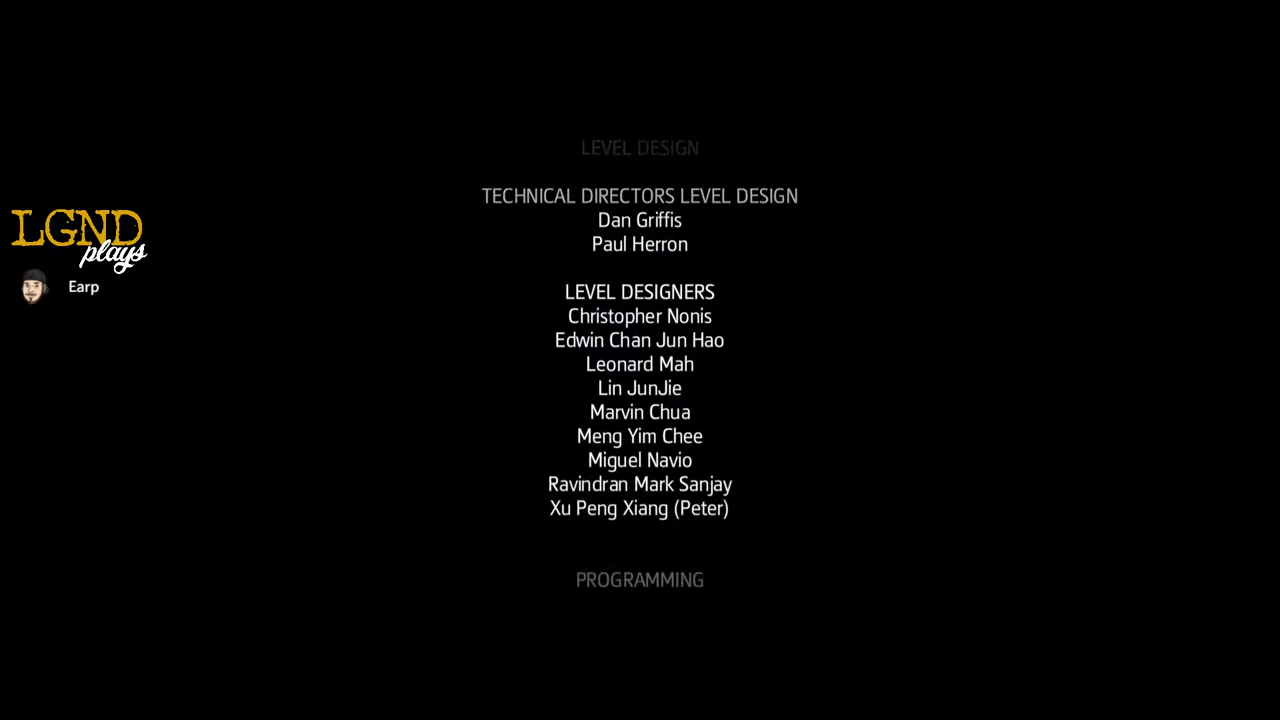 LEVEL DESIGN
TECHNICAL DIRECTORS LEVEL DESIGN
Dan Griffis
Paul Herron
LGND
plays
Earp
LEVEL DESIGNERS
Christopher Nonis
Edwin Chan Jun Hao
Leonard Mah
Lin JunJie
Marvin Chua
Meng Yim Chee
Miguel Navio
Ravindran Mark Sanjay
Xu Peng Xiang (Peter)
PROGRAMMING